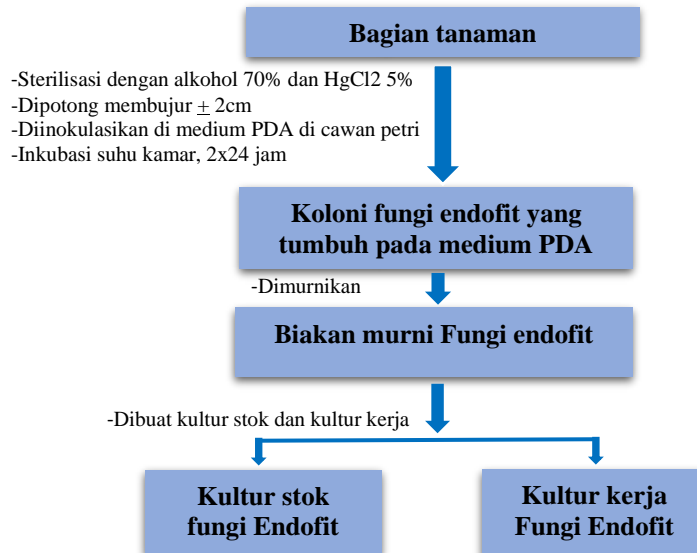 Bagian tanaman
-Sterilisasi dengan alkohol 70% dan HgCl2 5%
-Dipotong membujur ± 2cm
-Diinokulasikan di medium PDA di cawan petri
-Inkubasi suhu kamar, 2x24 jam
Koloni fungi endofit yang
tumbuh pada medium PDA
-Dimurnikan
Biakan murni Fungi endofit
-Dibuat kultur stok dan kultur kerja
Kultur stok
fungi Endofit
Kultur kerja
Fungi Endofit